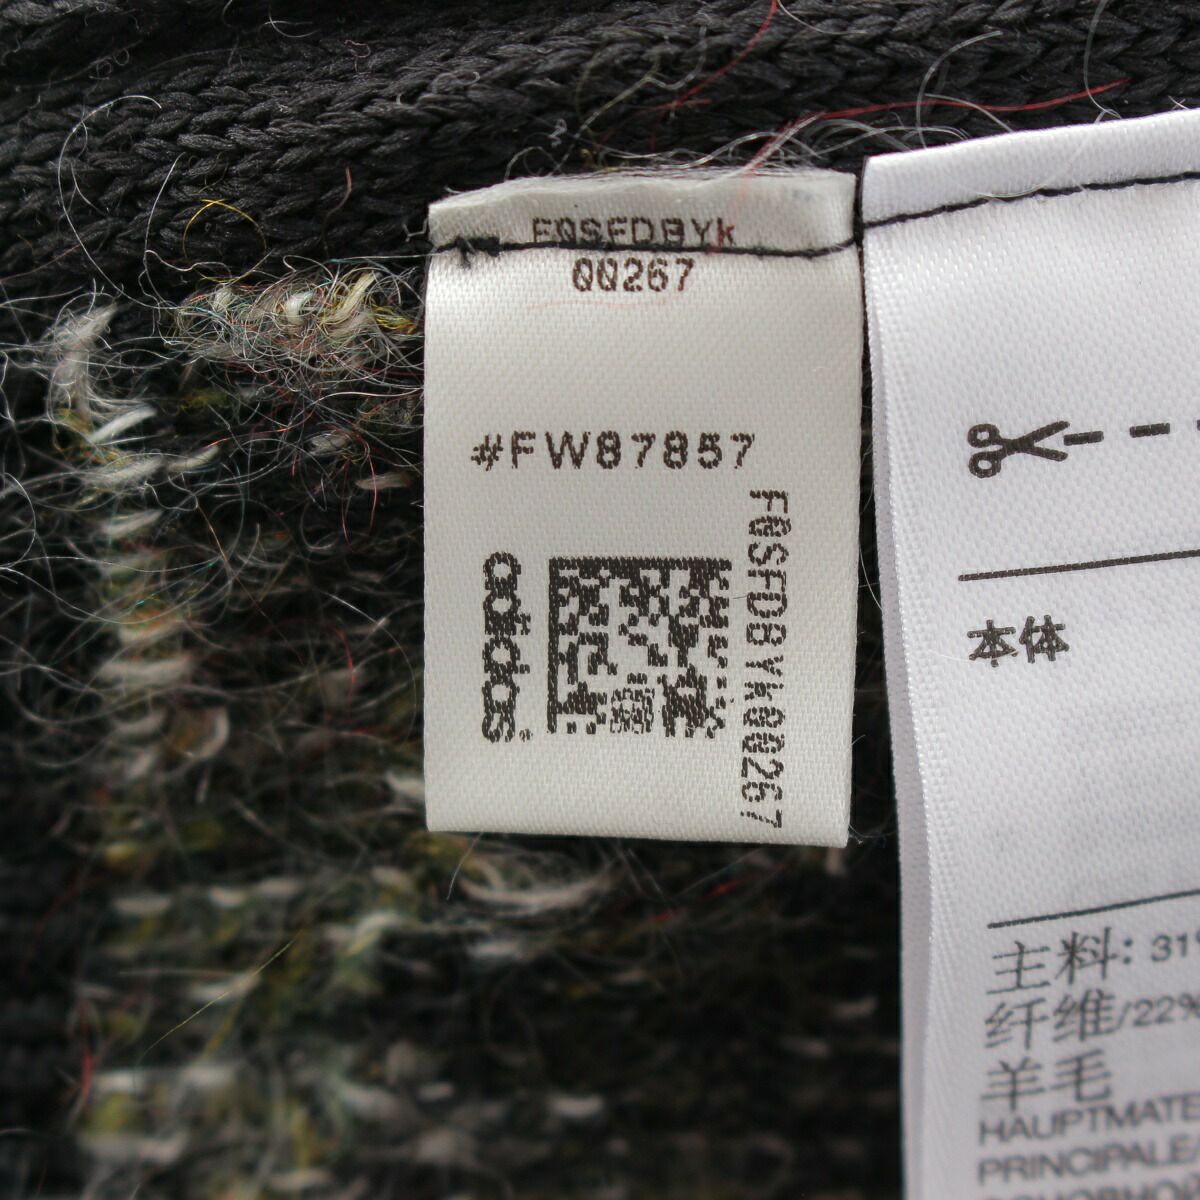 F0SFDBYk
00267
#FW87857
adidas
F0SFDBYk00267
本体
主料: 31%
纤维/22%
羊毛
HAUPTMATE
PRINCIPALE/